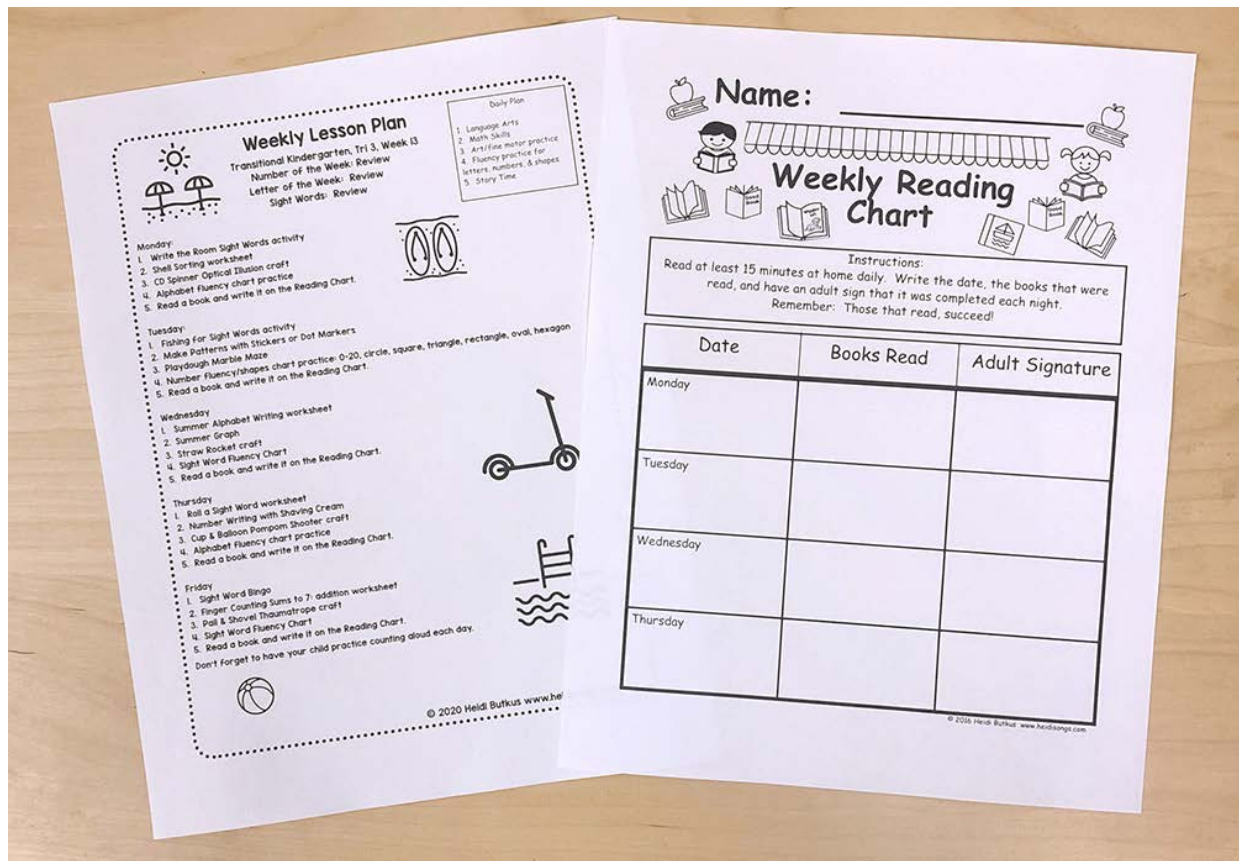 Weekly Lesson Plan
Transitional Kindergarten, Tri 3, Week 13
Number of the Week: Review
Letter of the Week: Review
Sight Words: Review
Daily Plan
1. Language Arts
2. Math Skills
3. Art/fine motor practice
4. Fluency practice for
letters, numbers, & shapes
5. Story Time
Monday:
1. Write the Room Sight Words activity
2. Shell Sorting worksheet
3. CD Spinner Optical Illusion craft
4. Alphabet Fluency chart practice
5. Read a book and write it on the Reading Chart.
Tuesday:
1. Fishing for Sight Words activity
2. Make Patterns with Stickers or Dot Markers
3. Playdough Marble Maze
4. Number Fluency/shapes chart practice: 0-20, circle, square, triangle, rectangle, oval, hexagon
5. Read a book and write it on the Reading Chart.
Wednesday
1. Summer Alphabet Writing worksheet
2. Summer Graph
3. Straw Rocket craft
4. Sight Word Fluency Chart
5. Read a book and write it on the Reading Chart.
Thursday
1. Roll a Sight Word worksheet
2. Number Writing with Shaving Cream
3. Cup & Balloon Pompom Shooter craft
4. Alphabet Fluency chart practice
5. Read a book and write it on the Reading Chart.
Friday
1. Sight Word Bingo
2. Finger Counting Sums to 7: addition worksheet
3. Pail & Shovel Thaumatrope craft
4. Sight Word Fluency Chart
5. Read a book and write it on the Reading Chart.
Don't forget to have your child practice counting aloud each day.
© 2020 Heidi Butkus www.he
Name:
Weekly Reading
Chart
Instructions:
Read at least 15 minutes at home daily. Write the date, the books that were
read, and have an adult sign that it was completed each night.
Remember: Those that read, succeed!
Date Books Read Adult Signature
Monday
Tuesday
Wednesday
Thursday
© 2016 Heidi Butkus www.heidisongs.com